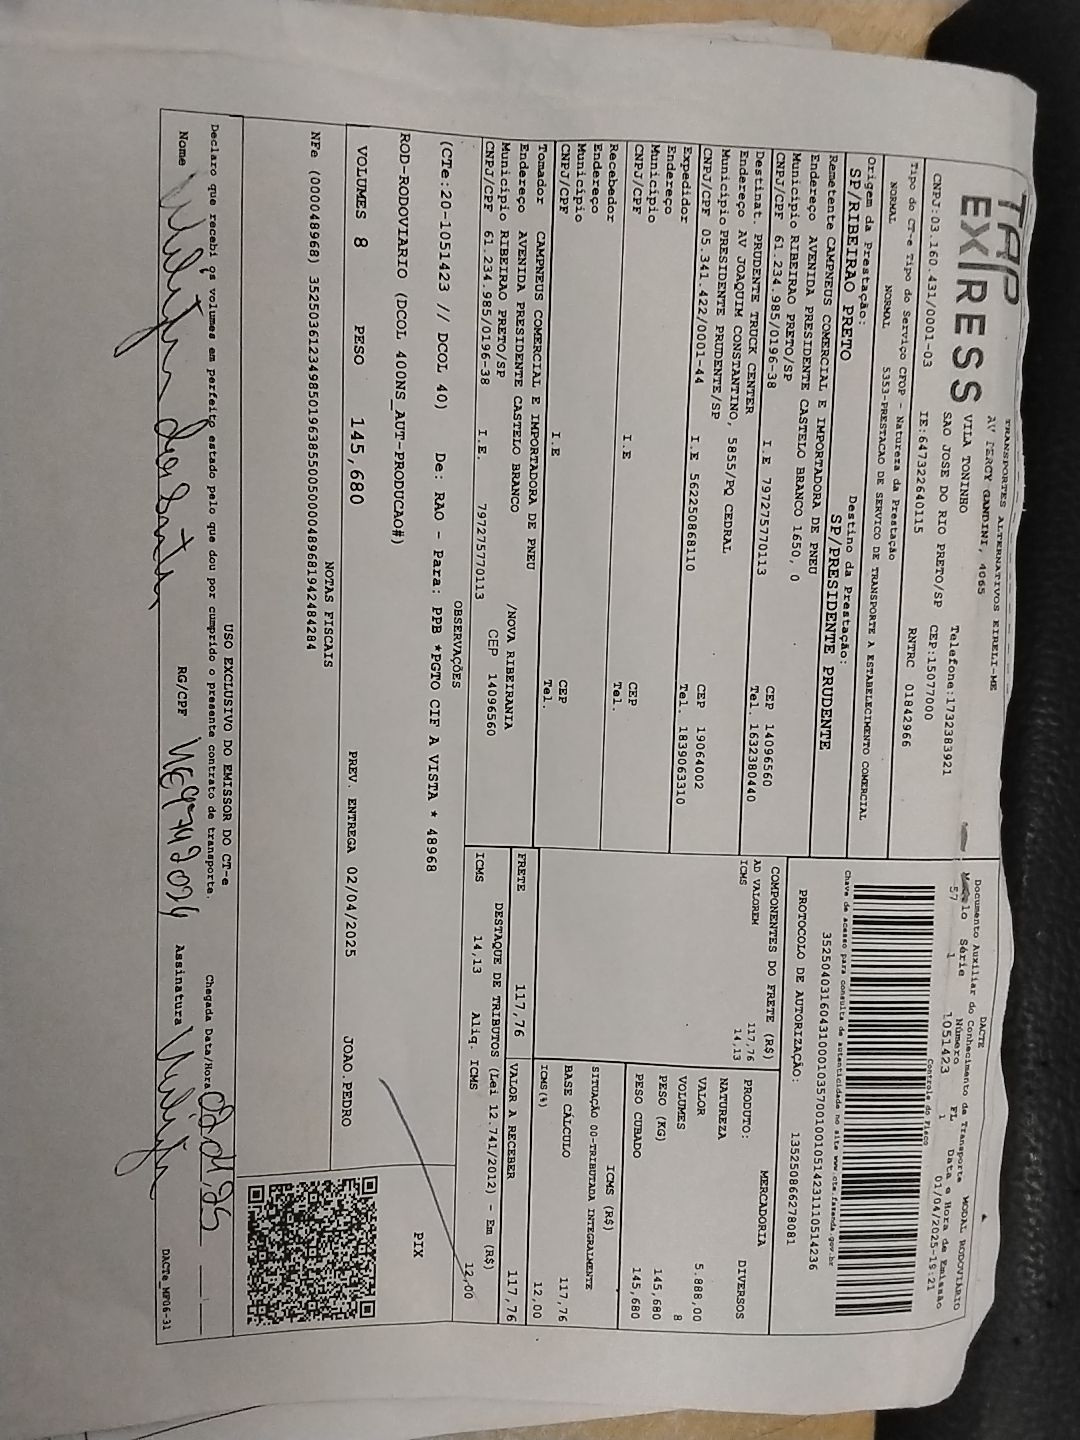 TAP
EXPRESS
TRANSPORTES ALTERNATIVOS EIRELI-ME
AV PERCY GANDINI, 4065
VILA TONINHO
SAO JOSE DO RIO PRETO/SP
Telefone:1732383921
CEP:15077000
CNPJ:03.160.431/0001-03
IE:647322640115
RNTRC 01842966
Tipo do CT-e Tipo do Serviço CFOP - Natureza da Prestação
NORMAL NORMAL 5353-PRESTACAO DE SERVICO DE TRANSPORTE A ESTABELECIMENTO COMERCIAL
Origem da Prestação: Destino da Prestação:
SP/RIBEIRAO PRETO SP/PRESIDENTE PRUDENTE
Remetente CAMPNEUS COMERCIAL E IMPORTADORA DE PNEU
Endereço AVENIDA PRESIDENTE CASTELO BRANCO 1650, 0
Município RIBEIRAO PRETO/SP CEP 14096560
CNPJ/CPF 61.234.985/0196-38 I.E 797275770113 Tel. 1632380440
Destinat. PRUDENTE TRUCK CENTER
Endereço AV JOAQUIM CONSTANTINO, 5855/PQ CEDRAL
Município PRESIDENTE PRUDENTE/SP CEP 19064002
CNPJ/CPF 05.341.422/0001-44 I.E 562250868110 Tel. 1839063310
Expedidor
Endereço
Município CEP
CNPJ/CPF I.E Tel.
Recebedor
Endereço
Município CEP
CNPJ/CPF I.E Tel.
Tomador CAMPNEUS COMERCIAL E IMPORTADORA DE PNEU
Endereço AVENIDA PRESIDENTE CASTELO BRANCO /NOVA RIBEIRANIA
Município RIBEIRAO PRETO/SP CEP 14096560
CNPJ/CPF 61.234.985/0196-38 I.E. 797275770113
DACTE
Documento Auxiliar do Conhecimento de Transporte MODAL RODOVIÁRIO
Modelo Série Número FL Data e Hora de Emissão
57 1 1051423 1 01/04/2025-19:21
Controle do Fisco
Chave de acesso para consulta de autenticidade no site www.cte.fazenda.gov.br
35250403160431000103570010010514231110514236
PROTOCOLO DE AUTORIZAÇÃO: 135250866278081
COMPONENTES DO FRETE (R$)
AD VALOREM 117,76
ICMS 14,13
MERCADORIA
PRODUTO: DIVERSOS
NATUREZA
VALOR 5.888,00
VOLUMES 8
PESO (KG) 145,680
PESO CUBADO 145,680
ICMS (R$)
SITUAÇÃO 00-TRIBUTADA INTEGRALMENTE
BASE CÁLCULO 117,76
ICMS(%) 12,00
FRETE 117,76 VALOR A RECEBER 117,76
DESTAQUE DE TRIBUTOS (Lei 12.741/2012) - Em (R$)
ICMS 14,13 Aliq. ICMS 12,00
OBSERVAÇÕES
(CTe:20-1051423 // DCOL 40) De: RAO - Para: PPB *PGTO CIF A VISTA * 48968
PIX
ROD-RODOVIARIO (DCOL 400NS_AUT-PRODUCAO#)
VOLUMES 8 PESO 145,680 PREV. ENTREGA 02/04/2025 JOAO.PEDRO
NOTAS FISCAIS
NFe (000048968) 35250361234985019638550050000489681942484284
USO EXCLUSIVO DO EMISSOR DO CT-e
Declaro que recebi os volumes em perfeito estado pelo que dou por cumprido o presente contrato de transporte. Chegada Data/Hora
Nome RG/CPF Assinatura
DACTe MP06-31